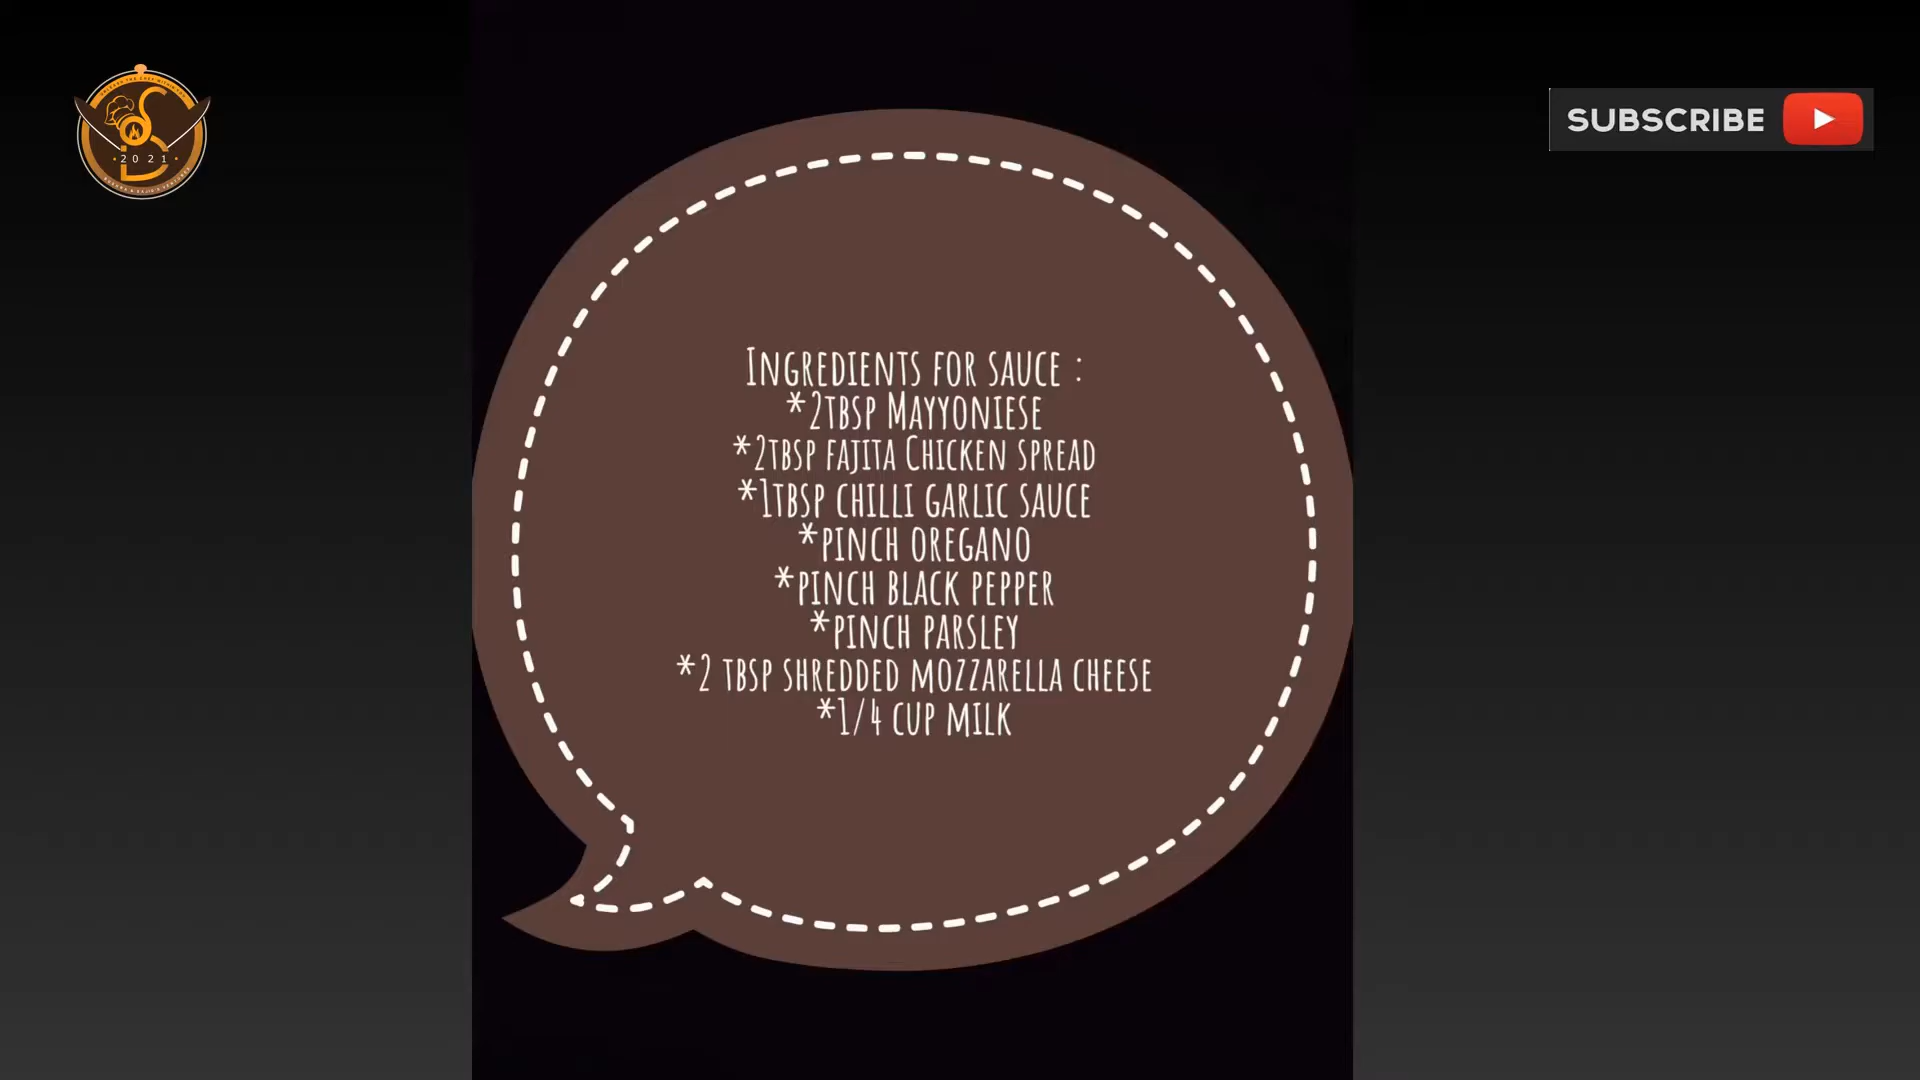 2021
SUBSCRIBE
INGREDIENTS FOR SAUCE :
*2TBSP MAYYONIESE
*2TBSP FAJITA CHICKEN SPREAD
*1TBSP CHILLI GARLIC SAUCE
*PINCH OREGANO
*PINCH BLACK PEPPER
*PINCH PARSLEY
*2 TBSP SHREDDED MOZZARELLA CHEESE
*1/4 CUP MILK